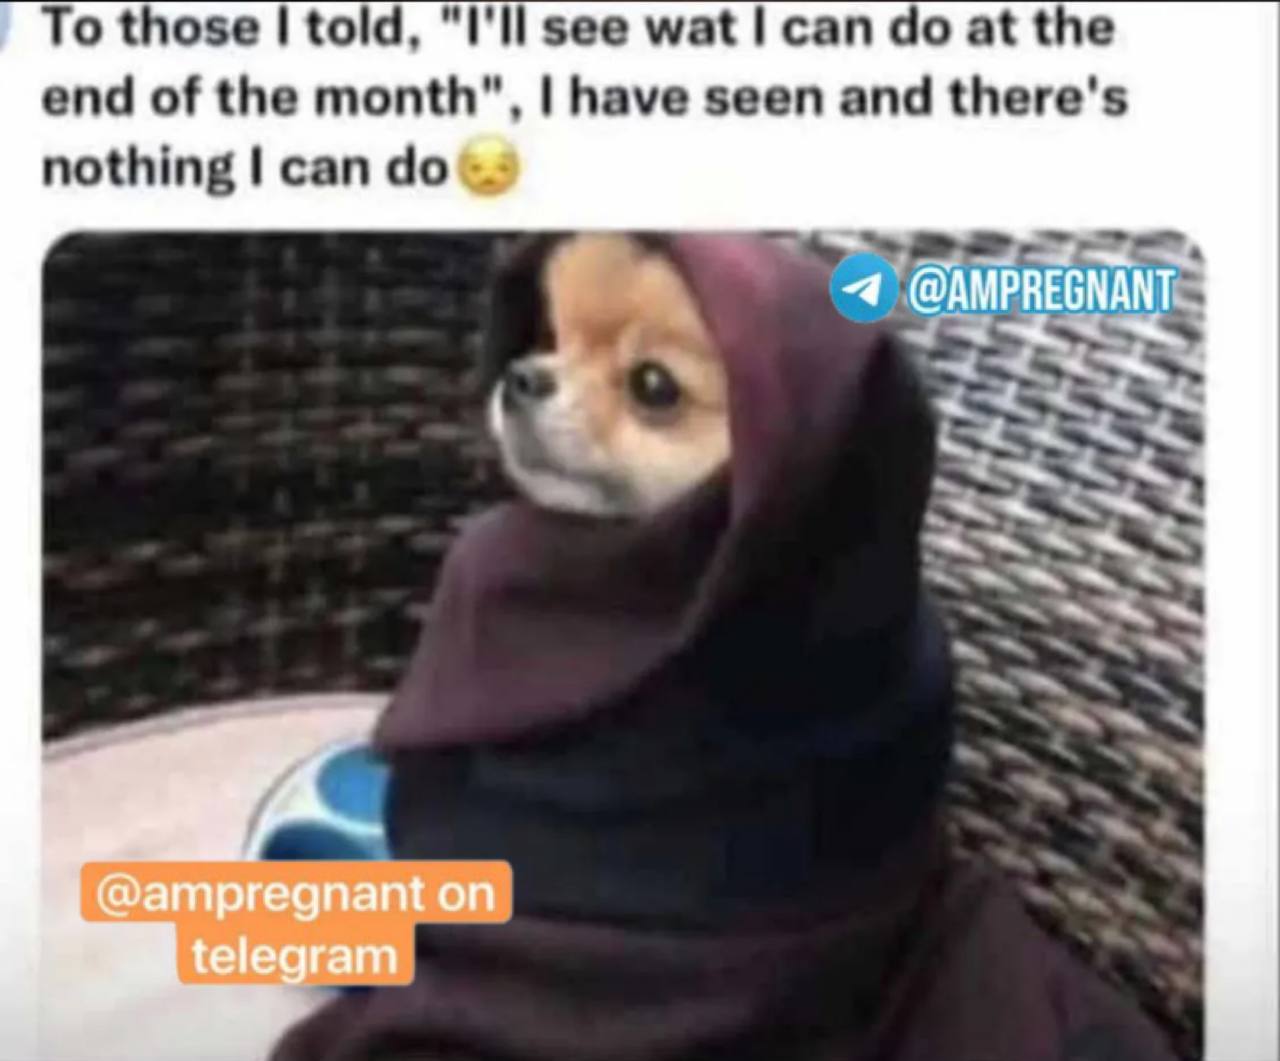 To those I told, "I'll see wat I can do at the
end of the month", I have seen and there's
nothing I can do😒
@AMPREGNANT
@ampregnant on
telegram